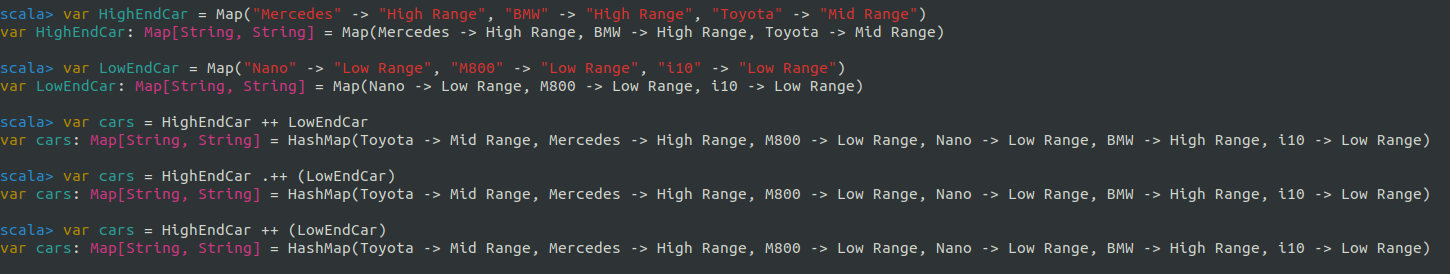 scala> var HighEndCar = Map("Mercedes" -> "High Range", "BMW" -> "High Range", "Toyota" -> "Mid Range")
var HighEndCar: Map[String, String] = Map(Mercedes -> High Range, BMW -> High Range, Toyota -> Mid Range)
scala> var LowEndCar = Map("Nano" -> "Low Range", "M800" -> "Low Range", "i10" -> "Low Range")
var LowEndCar: Map[String, String] = Map(Nano -> Low Range, M800 -> Low Range, i10 -> Low Range)
scala> var cars = HighEndCar ++ LowEndCar
var cars: Map[String, String] = HashMap(Toyota -> Mid Range, Mercedes -> High Range, M800 -> Low Range, Nano -> Low Range, BMW -> High Range, i10 -> Low Range)
scala> var cars = HighEndCar .++ (LowEndCar)
var cars: Map[String, String] = HashMap(Toyota -> Mid Range, Mercedes -> High Range, M800 -> Low Range, Nano -> Low Range, BMW -> High Range, i10 -> Low Range)
scala> var cars = HighEndCar ++ (LowEndCar)
var cars: Map[String, String] = HashMap(Toyota -> Mid Range, Mercedes -> High Range, M800 -> Low Range, Nano -> Low Range, BMW -> High Range, i10 -> Low Range)